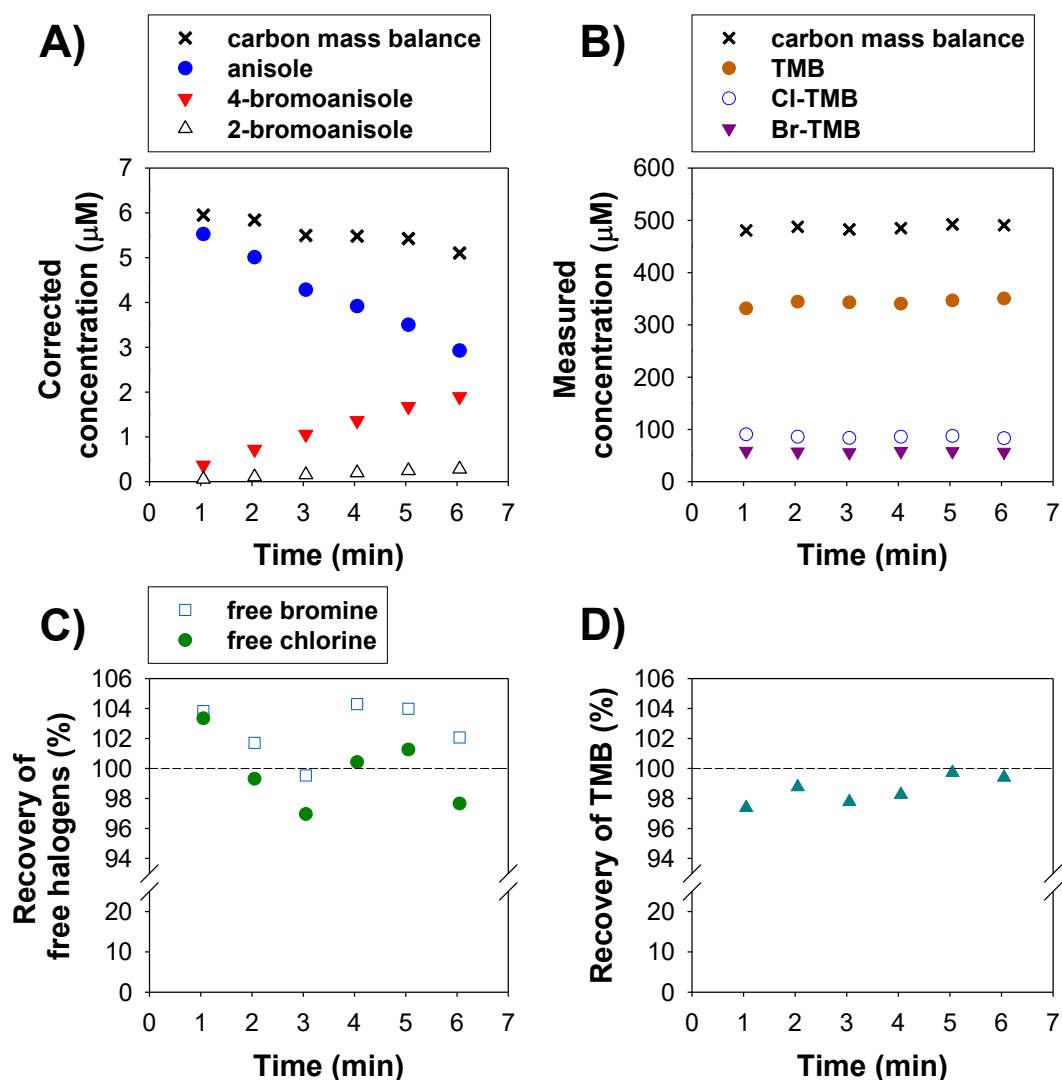 A)
carbon mass balance
anisole
4-bromoanisole
2-bromoanisole
Corrected
concentration (μM)
7
6
5
4
3
2
1
0
0 1 2 3 4 5 6 7
Time (min)
B)
carbon mass balance
TMB
Cl-TMB
Br-TMB
Measured
concentration (μM)
600
500
400
300
200
100
0
0 1 2 3 4 5 6 7
Time (min)
C)
free bromine
free chlorine
Recovery of
free halogens (%)
106
104
102
100
98
96
94
20
10
0
0 1 2 3 4 5 6 7
Time (min)
D)
Recovery of TMB (%)
106
104
102
100
98
96
94
20
10
0
0 1 2 3 4 5 6 7
Time (min)